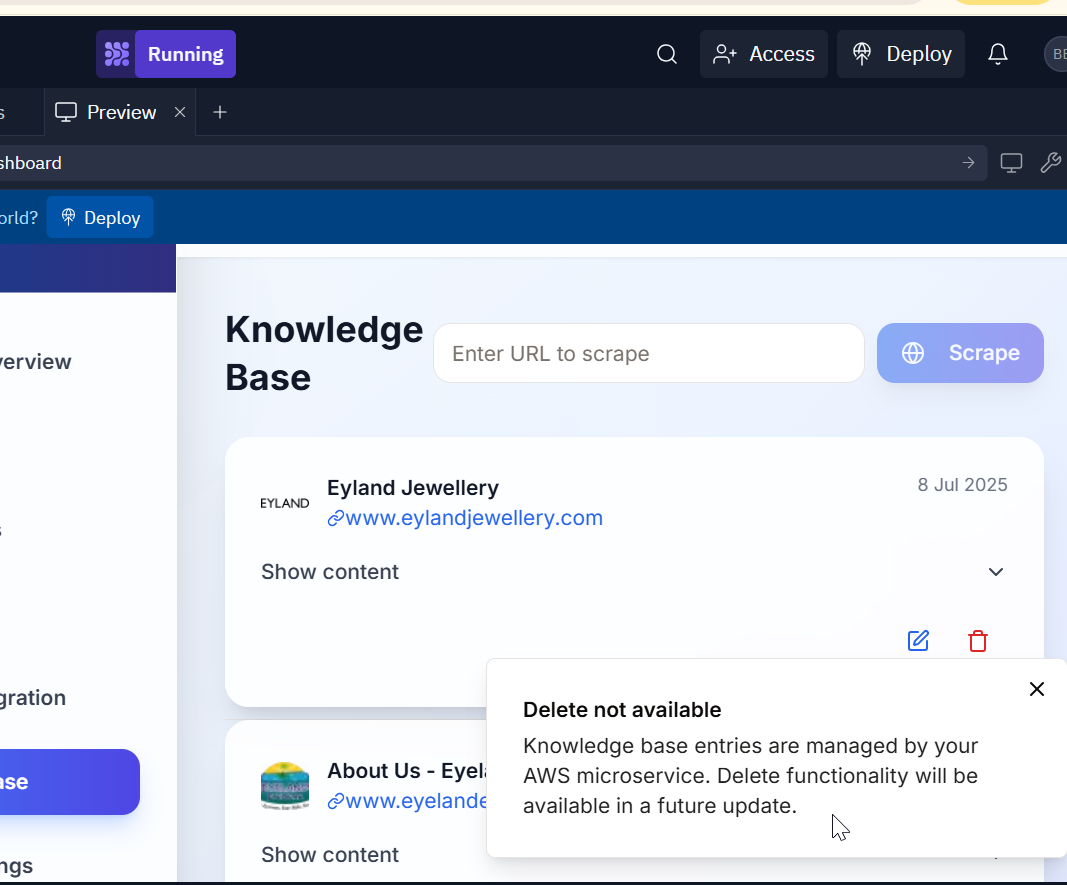 Running
Access
Deploy
BE
s
Preview
shboard
orld?
Deploy
verview
s
gration
ase
ngs
Knowledge
Base
Enter URL to scrape
Scrape
EYLAND
Eyland Jewellery
www.eylandjewellery.com
8 Jul 2025
Show content
About Us - Eyela
www.eyelande
Show content
Delete not available
Knowledge base entries are managed by your
AWS microservice. Delete functionality will be
available in a future update.